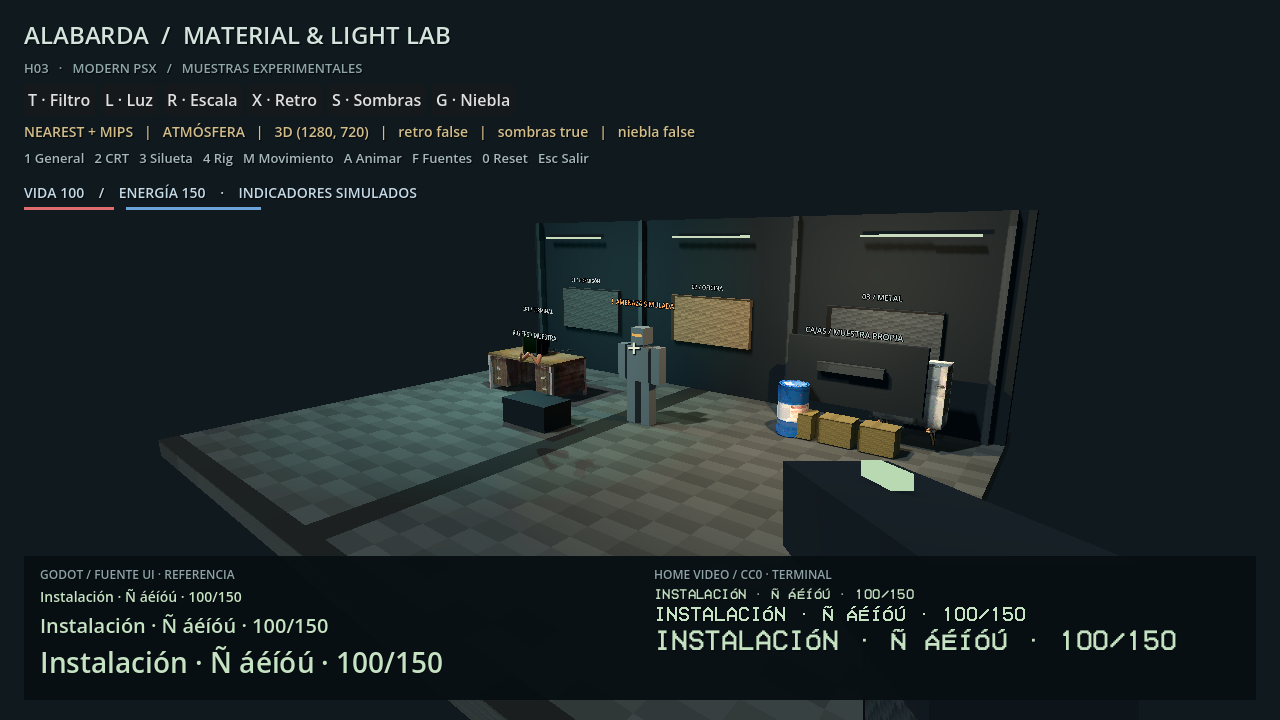 ALABARDA / MATERIAL & LIGHT LAB
H03 · MODERN PSX / MUESTRAS EXPERIMENTALES
T · Filtro L · Luz R · Escala X · Retro S · Sombras G · Niebla
NEAREST + MIPS | ATMÓSFERA | 3D (1280, 720) | retro false | sombras true | niebla false
1 General 2 CRT 3 Silueta 4 Rig M Movimiento A Animar F Fuentes 0 Reset Esc Salir
VIDA 100 / ENERGÍA 150 · INDICADORES SIMULADOS
03 / METAL
CAJAS / MUESTRA PROPIA
GODOT / FUENTE UI · REFERENCIA
Instalación · Ñ áéíóú · 100/150
Instalación · Ñ áéíóú · 100/150
Instalación · Ñ áéíóú · 100/150
HOME VIDEO / CC0 · TERMINAL
INSTALACIóN · Ñ ÁÉÍóÚ · 100/150
INSTALACIóN · Ñ ÁÉÍóÚ · 100/150
INSTALACIóN · Ñ ÁÉÍóÚ · 100/150